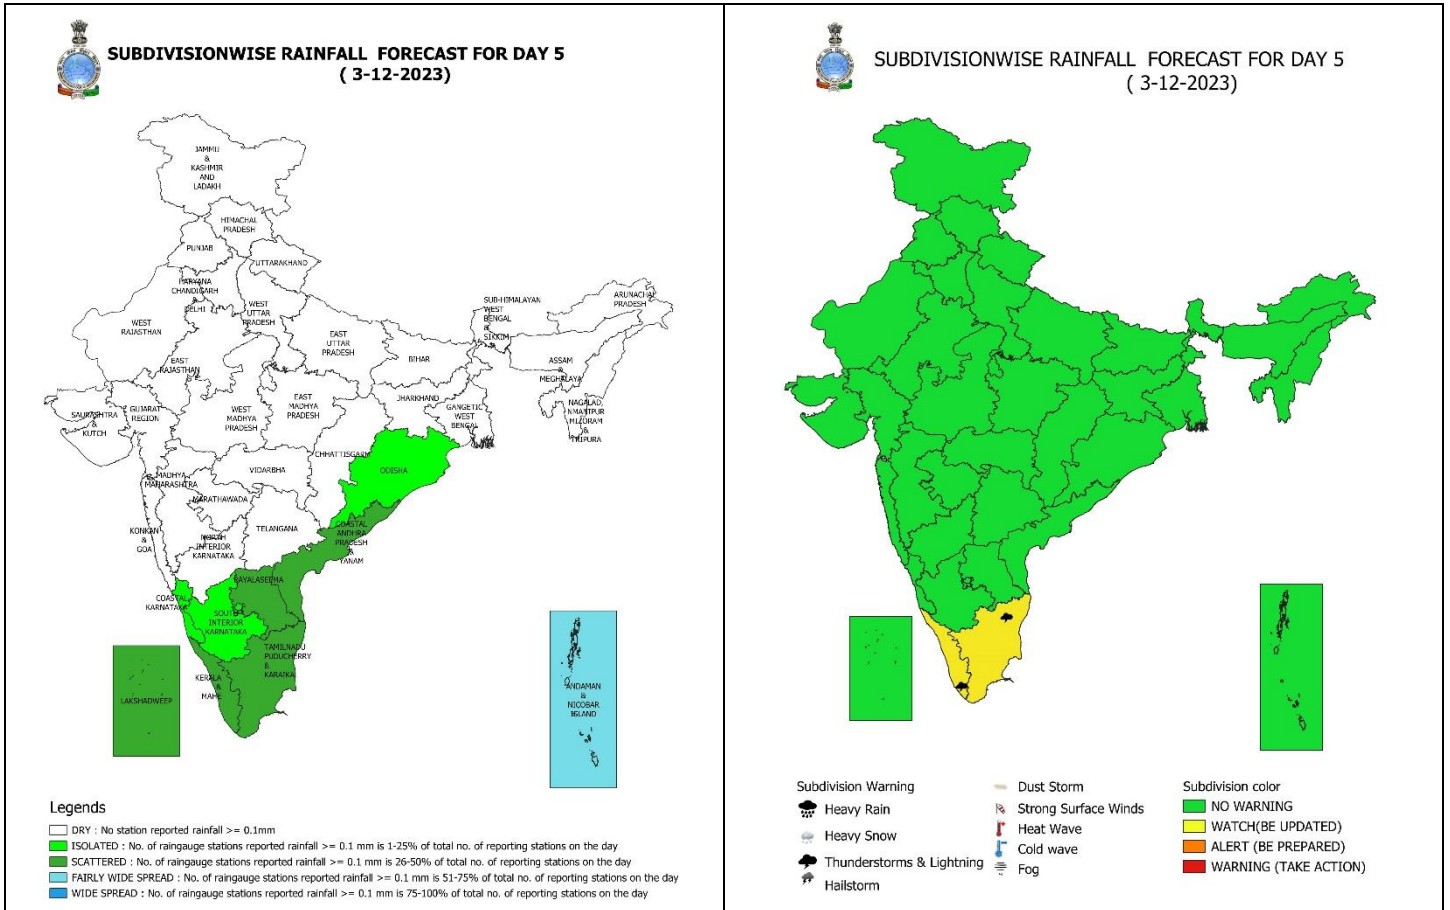 SUBDIVISIONWISE RAINFALL FORECAST FOR DAY 5
( 3-12-2023)
JAMMU
&
KASHMIR
AND
LADAKH
HIMACHAL
PRADESH
PUNJAB
UTTARAKHAND
HARYANA
CHANDIGARH
&
DELHI
WEST
RAJASTHAN
WEST
UTTAR
PRADESH
EAST
UTTAR
PRADESH
SUB-HIMALAYAN
WEST
BENGAL
&
SIKKIM
ARUNACHAL
PRADESH
EAST
RAJASTHAN
BIHAR
ASSAM
&
MEGHALAYA
SAURASHTRA
&
KUTCH
GUJARAT
REGION
WEST
MADHYA
PRADESH
EAST
MADHYA
PRADESH
JHARKHAND
GANGETIC
WEST
BENGAL
NAGALAD,
NMANIPUR
MIZORAM
&
TRIPURA
CHHATTISGARH
ODISHA
VIDARBHA
MADHYA
MAHARASHTRA
MARATHAWADA
KONKAN
&
GOA
TELANGANA
NORTH
INTERIOR
KARNATAKA
COASTAL
ANDHRA
PRADESH
&
YANAM
RAYALASEEMA
COASTAL
KARNATAKA
SOUTH
INTERIOR
KARNATAKA
TAMILNADU
PUDUCHERRY
&
KARAIKA
KERALA
&
MAHE
LAKSHADWEEP
ANDAMAN
&
NICOBAR
ISLAND
Legends
DRY : No station reported rainfall >= 0.1mm
ISOLATED : No. of raingauge stations reported rainfall >= 0.1 mm is 1-25% of total no. of reporting stations on the day
SCATTERED : No. of raingauge stations reported rainfall >= 0.1 mm is 26-50% of total no. of reporting stations on the day
FAIRLY WIDE SPREAD : No. of raingauge stations reported rainfall >= 0.1 mm is 51-75% of total no. of reporting stations on the day
WIDE SPREAD : No. of raingauge stations reported rainfall >= 0.1 mm is 75-100% of total no. of reporting stations on the day
SUBDIVISIONWISE RAINFALL FORECAST FOR DAY 5
( 3-12-2023)
Subdivision Warning
Heavy Rain
Heavy Snow
Thunderstorms & Lightning
Hailstorm
Dust Storm
Strong Surface Winds
Heat Wave
Cold wave
Fog
Subdivision color
NO WARNING
WATCH(BE UPDATED)
ALERT (BE PREPARED)
WARNING (TAKE ACTION)